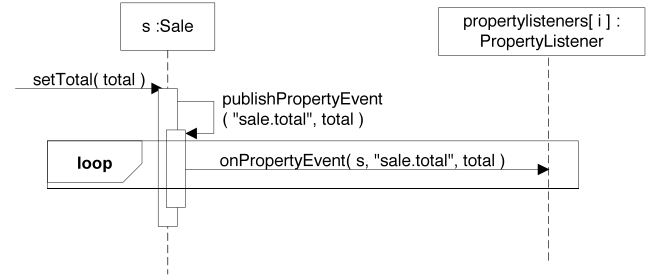 s :Sale
propertylisteners[ i ] :
PropertyListener
setTotal( total )
publishPropertyEvent
( "sale.total", total )
loop
onPropertyEvent( s, "sale.total", total )